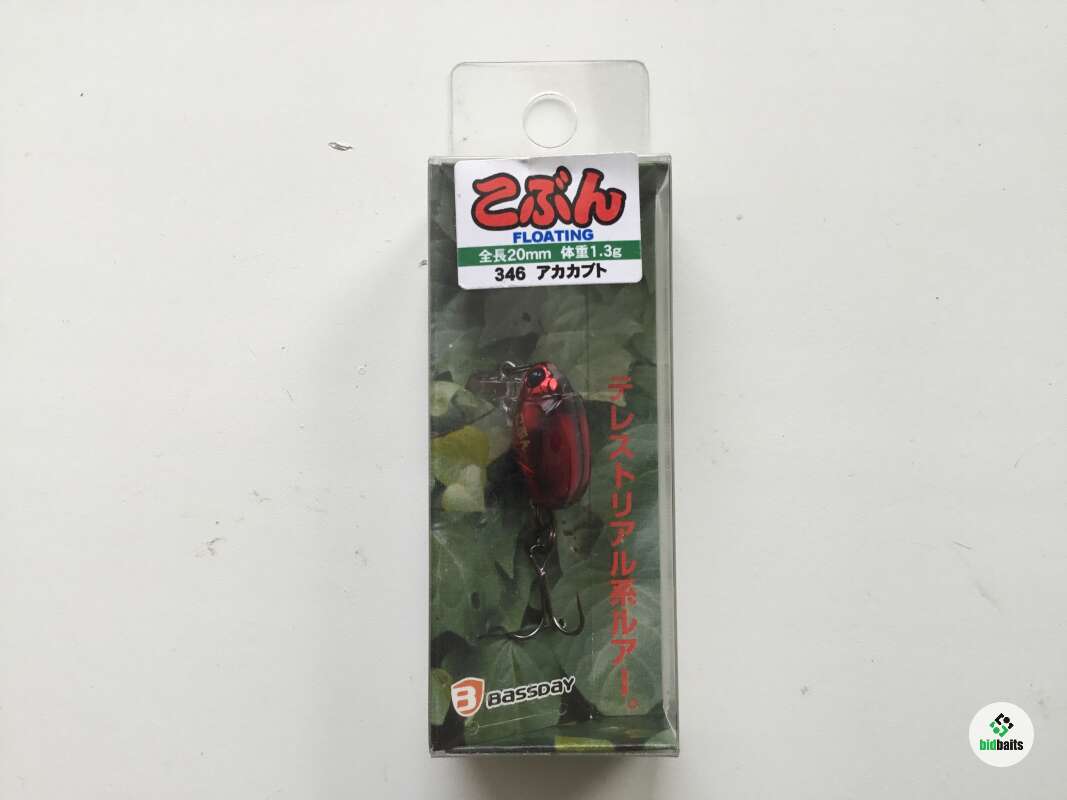 こぶん
FLOATING
全長20mm 体重1.3g
346 アカカブト
テレストリアル系ルアー。
B BASSDAY
bidbaits